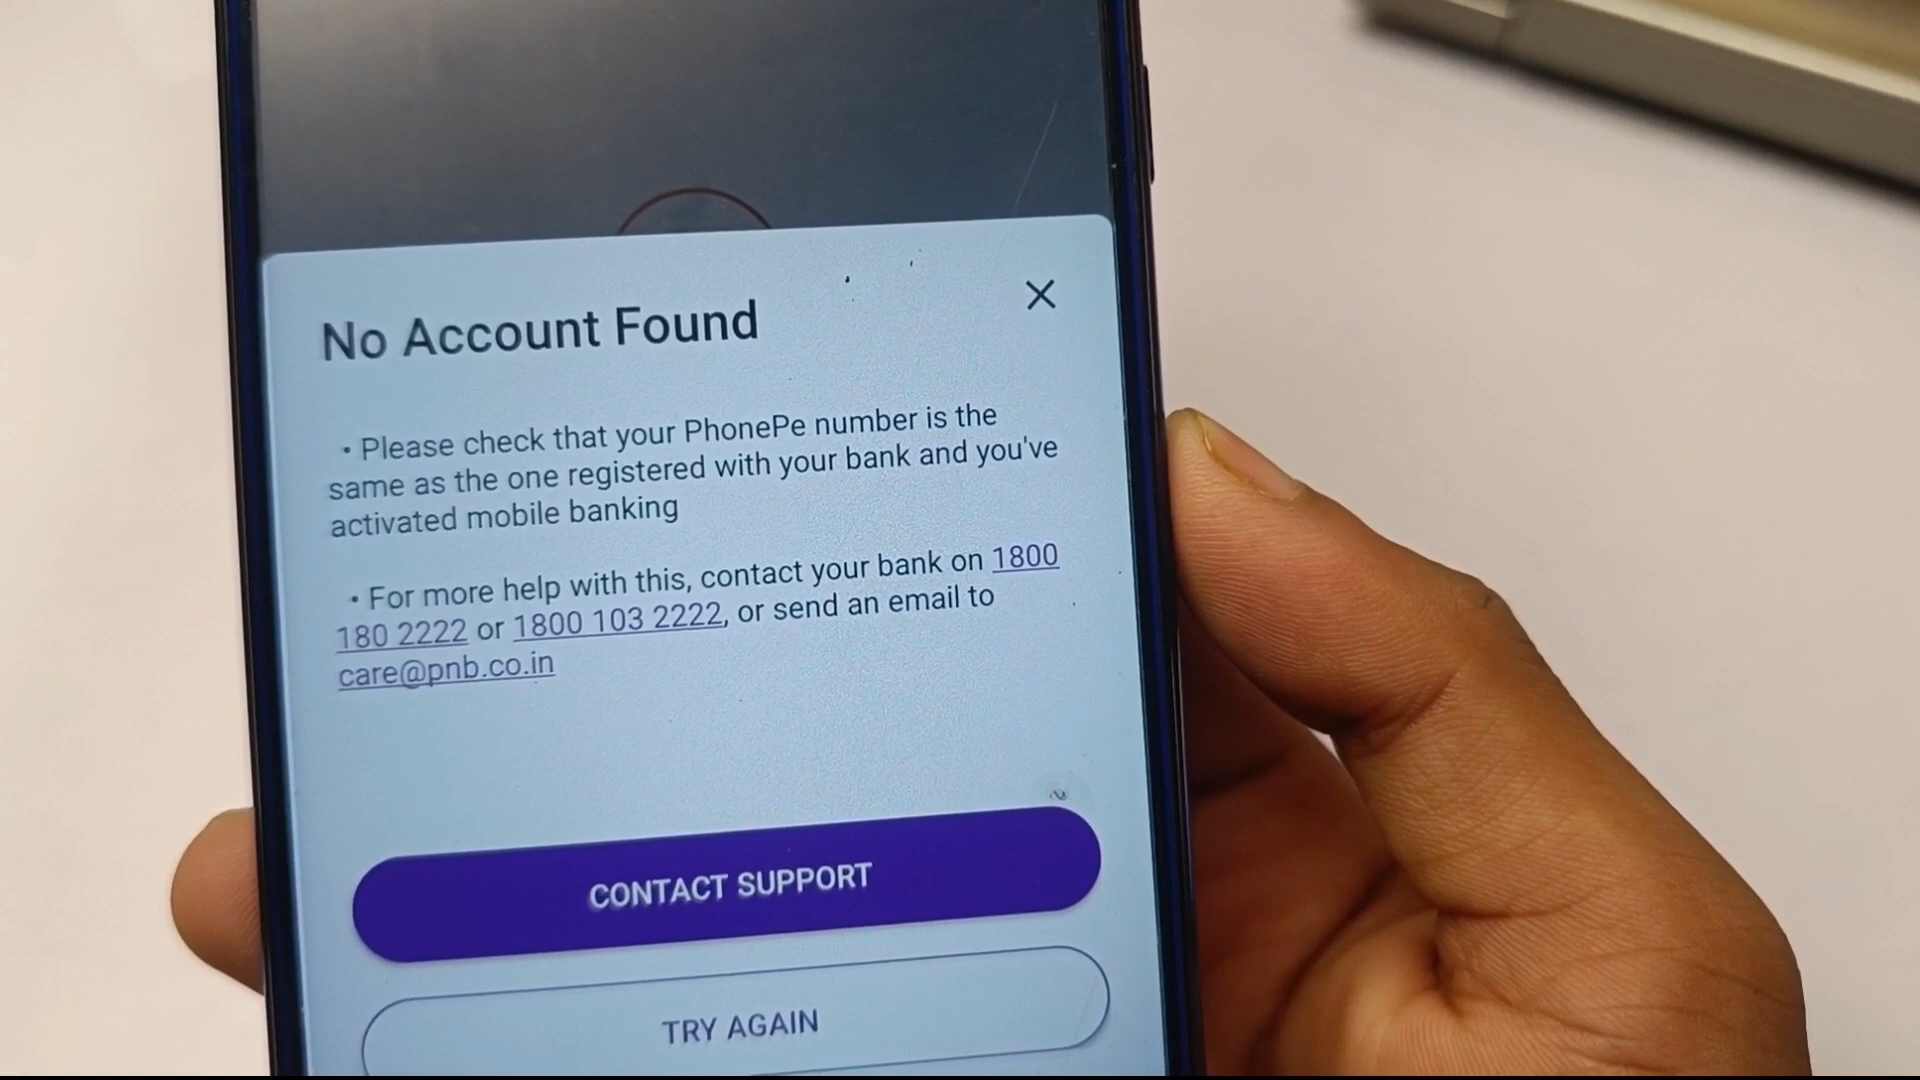 No Account Found
• Please check that your PhonePe number is the
same as the one registered with your bank and you've
activated mobile banking
• For more help with this, contact your bank on 1800
180 2222 or 1800 103 2222, or send an email to
care@pnb.co.in
CONTACT SUPPORT
TRY AGAIN